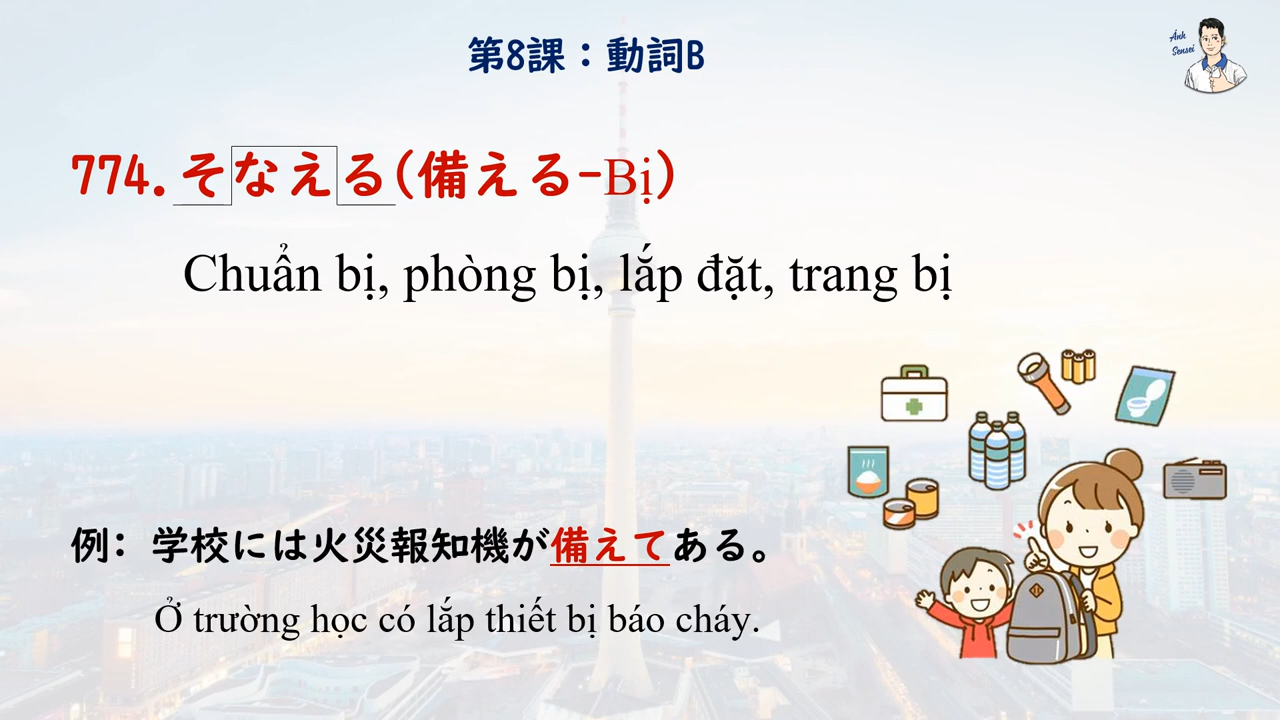 第8課：動詞B
Ánh
Sensei
774.そなえる(備える-Bị)
Chuẩn bị, phòng bị, lắp đặt, trang bị
例: 学校には火災報知機が備えてある。
Ở trường học có lắp thiết bị báo cháy.